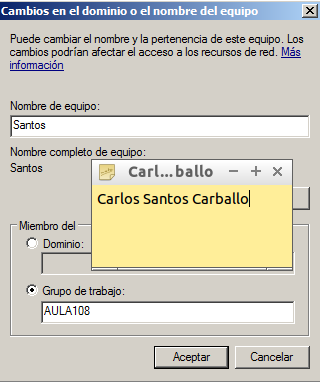 Cambios en el dominio o el nombre del equipo
Puede cambiar el nombre y la pertenencia de este equipo. Los
cambios podrían afectar el acceso a los recursos de red. Más
información
Nombre de equipo:
Santos
Nombre completo de equipo:
Santos
Carl...ballo
Carlos Santos Carballo
Miembro del
Dominio:
Grupo de trabajo:
AULA108
Aceptar
Cancelar